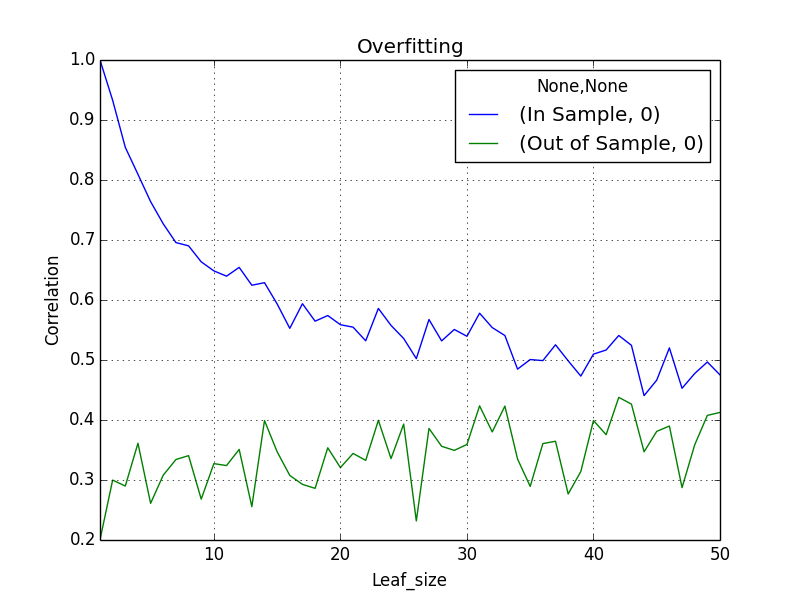 Overfitting
None,None
(In Sample, 0)
(Out of Sample, 0)
1.0
0.9
0.8
0.7
0.6
0.5
0.4
0.3
0.2
Correlation
10 20 30 40 50
Leaf_size